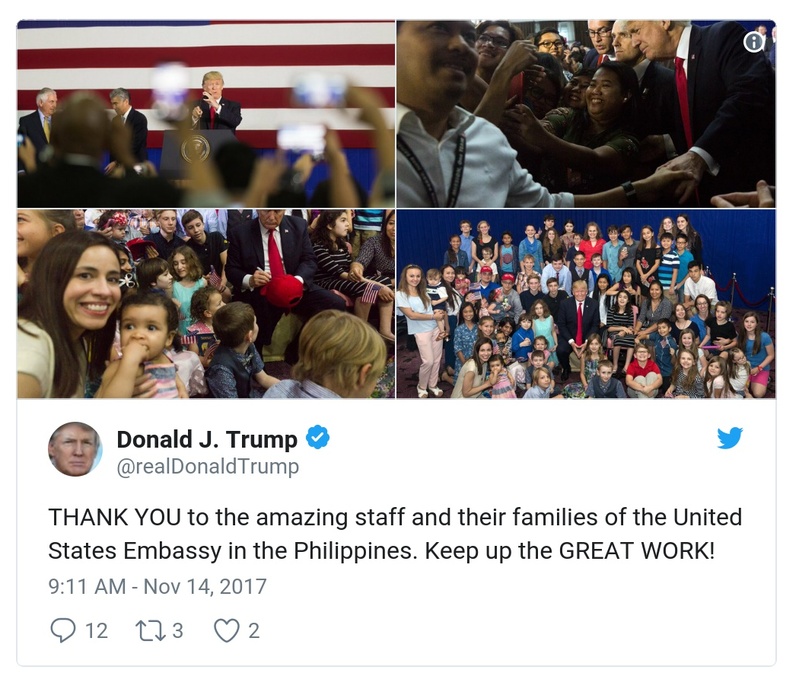 Donald J. Trump
@realDonaldTrump
THANK YOU to the amazing staff and their families of the United
States Embassy in the Philippines. Keep up the GREAT WORK!
9:11 AM - Nov 14, 2017
12 3 2